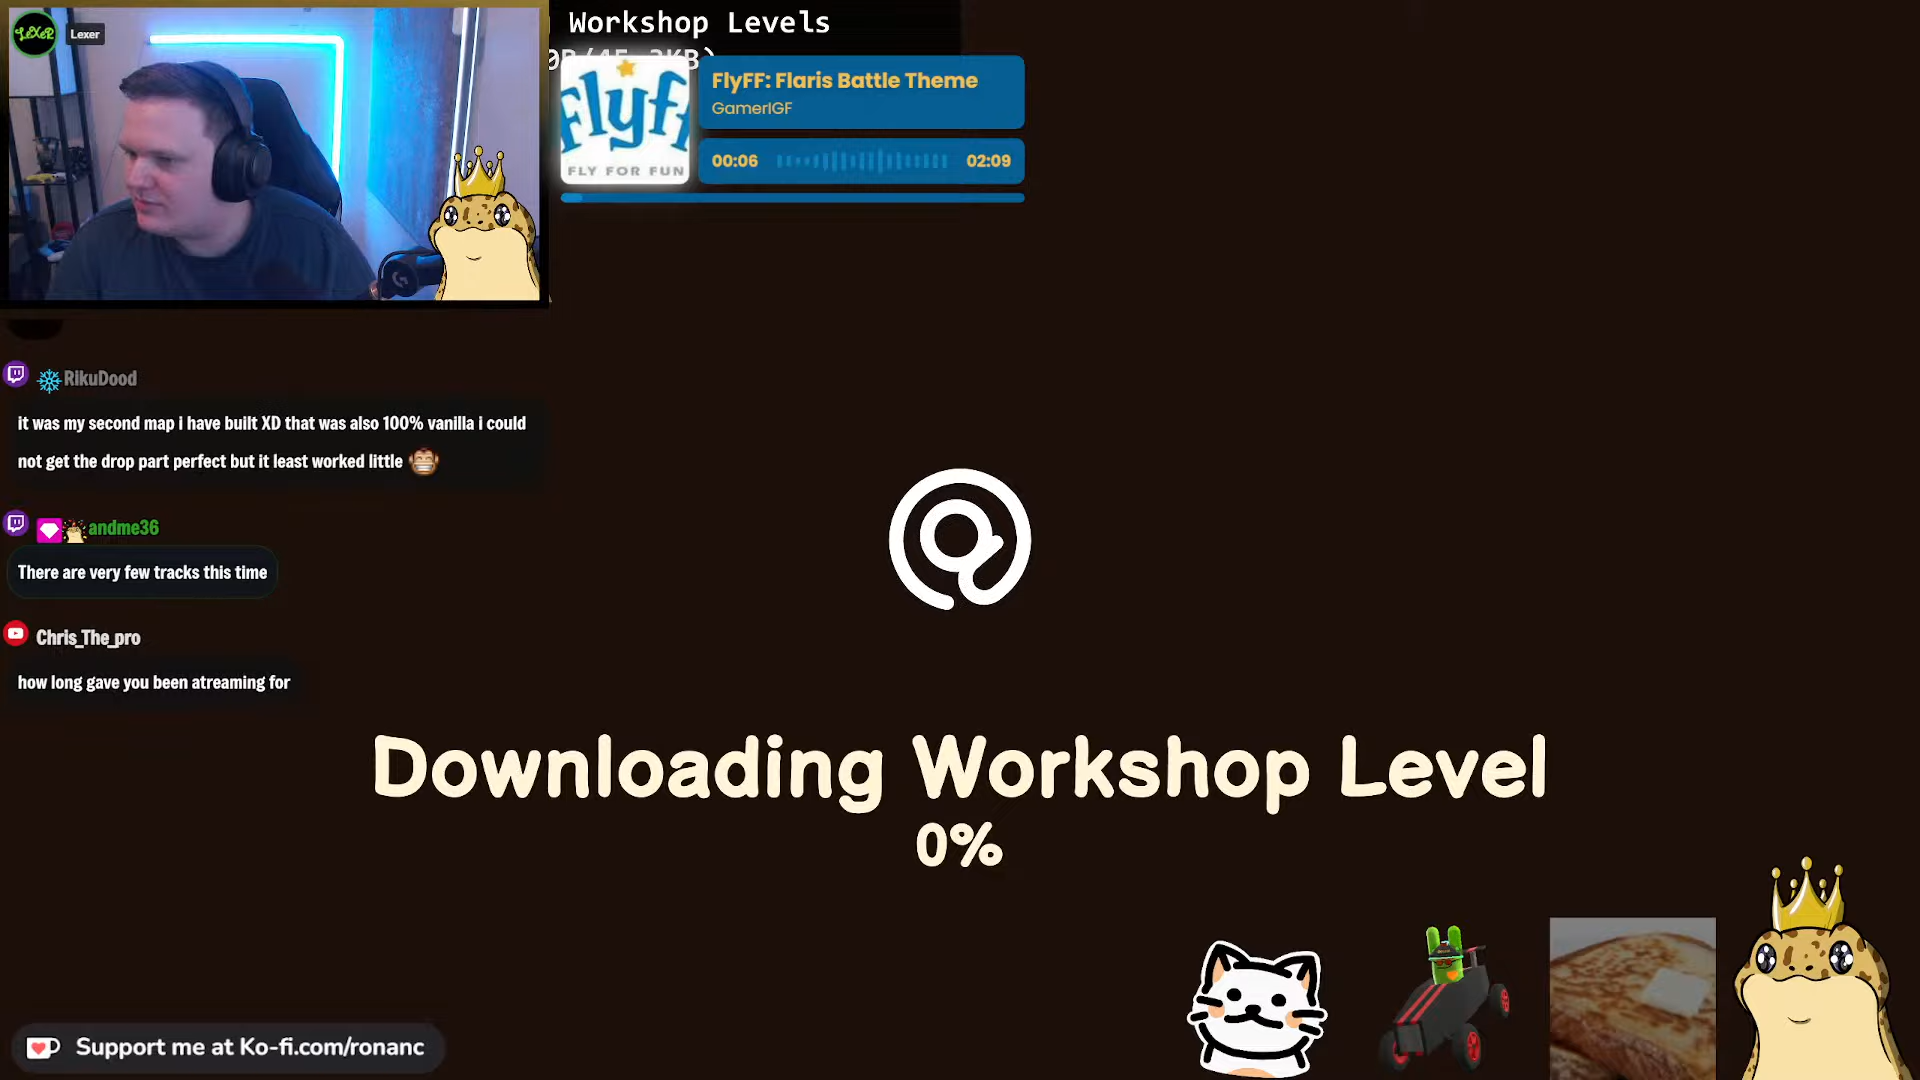 LeXeR
Lexer
Workshop Levels
FlyFF: Flaris Battle Theme
GamerIGF
00:06
02:09
Flyff
FLY FOR FUN
RikuDood
it was my second map i have built XD that was also 100% vanilla i could
not get the drop part perfect but it least worked little
andme36
There are very few tracks this time
Chris_The_pro
how long gave you been atreaming for
Downloading Workshop Level
0%
Support me at Ko-fi.com/ronanc